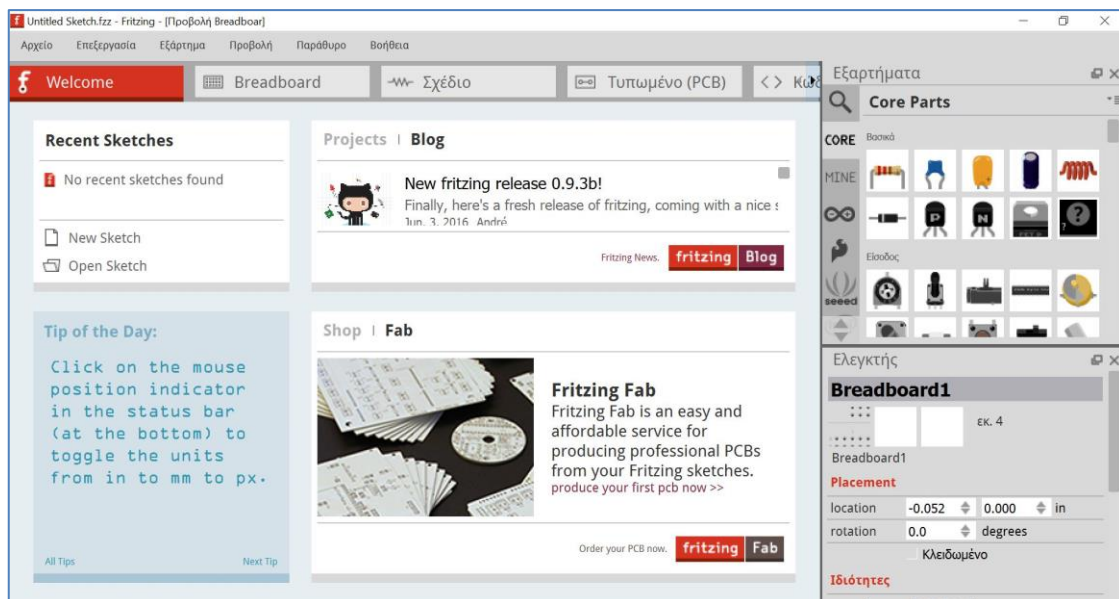 Untitled Sketch.fzz - Fritzing - [Προβολή Breadboar]
Αρχείο Επεξεργασία Εξάρτημα Προβολή Παράθυρο Βοήθεια
Welcome
Breadboard
Σχέδιο
Τυπωμένο (PCB)
Recent Sketches
No recent sketches found
New Sketch
Open Sketch
Projects | Blog
New fritzing release 0.9.3b!
Finally, here's a fresh release of fritzing, coming with a nice s
Jun. 3, 2016 André
Fritzing News. fritzing Blog
Tip of the Day:
Click on the mouse
position indicator
in the status bar
(at the bottom) to
toggle the units
from in to mm to px.
All Tips Next Tip
Shop | Fab
Fritzing Fab
Fritzing Fab is an easy and
affordable service for
producing professional PCBs
from your Fritzing sketches.
produce your first pcb now >>
Order your PCB now. fritzing Fab
Εξαρτήματα
Core Parts
CORE
MINE
seeed
Βασικά
P N
Είσοδος
Ελεγκτής
Breadboard1
εκ. 4
Breadboard1
Placement
location -0.052 0.000 in
rotation 0.0 degrees
Κλειδωμένο
Ιδιότητες